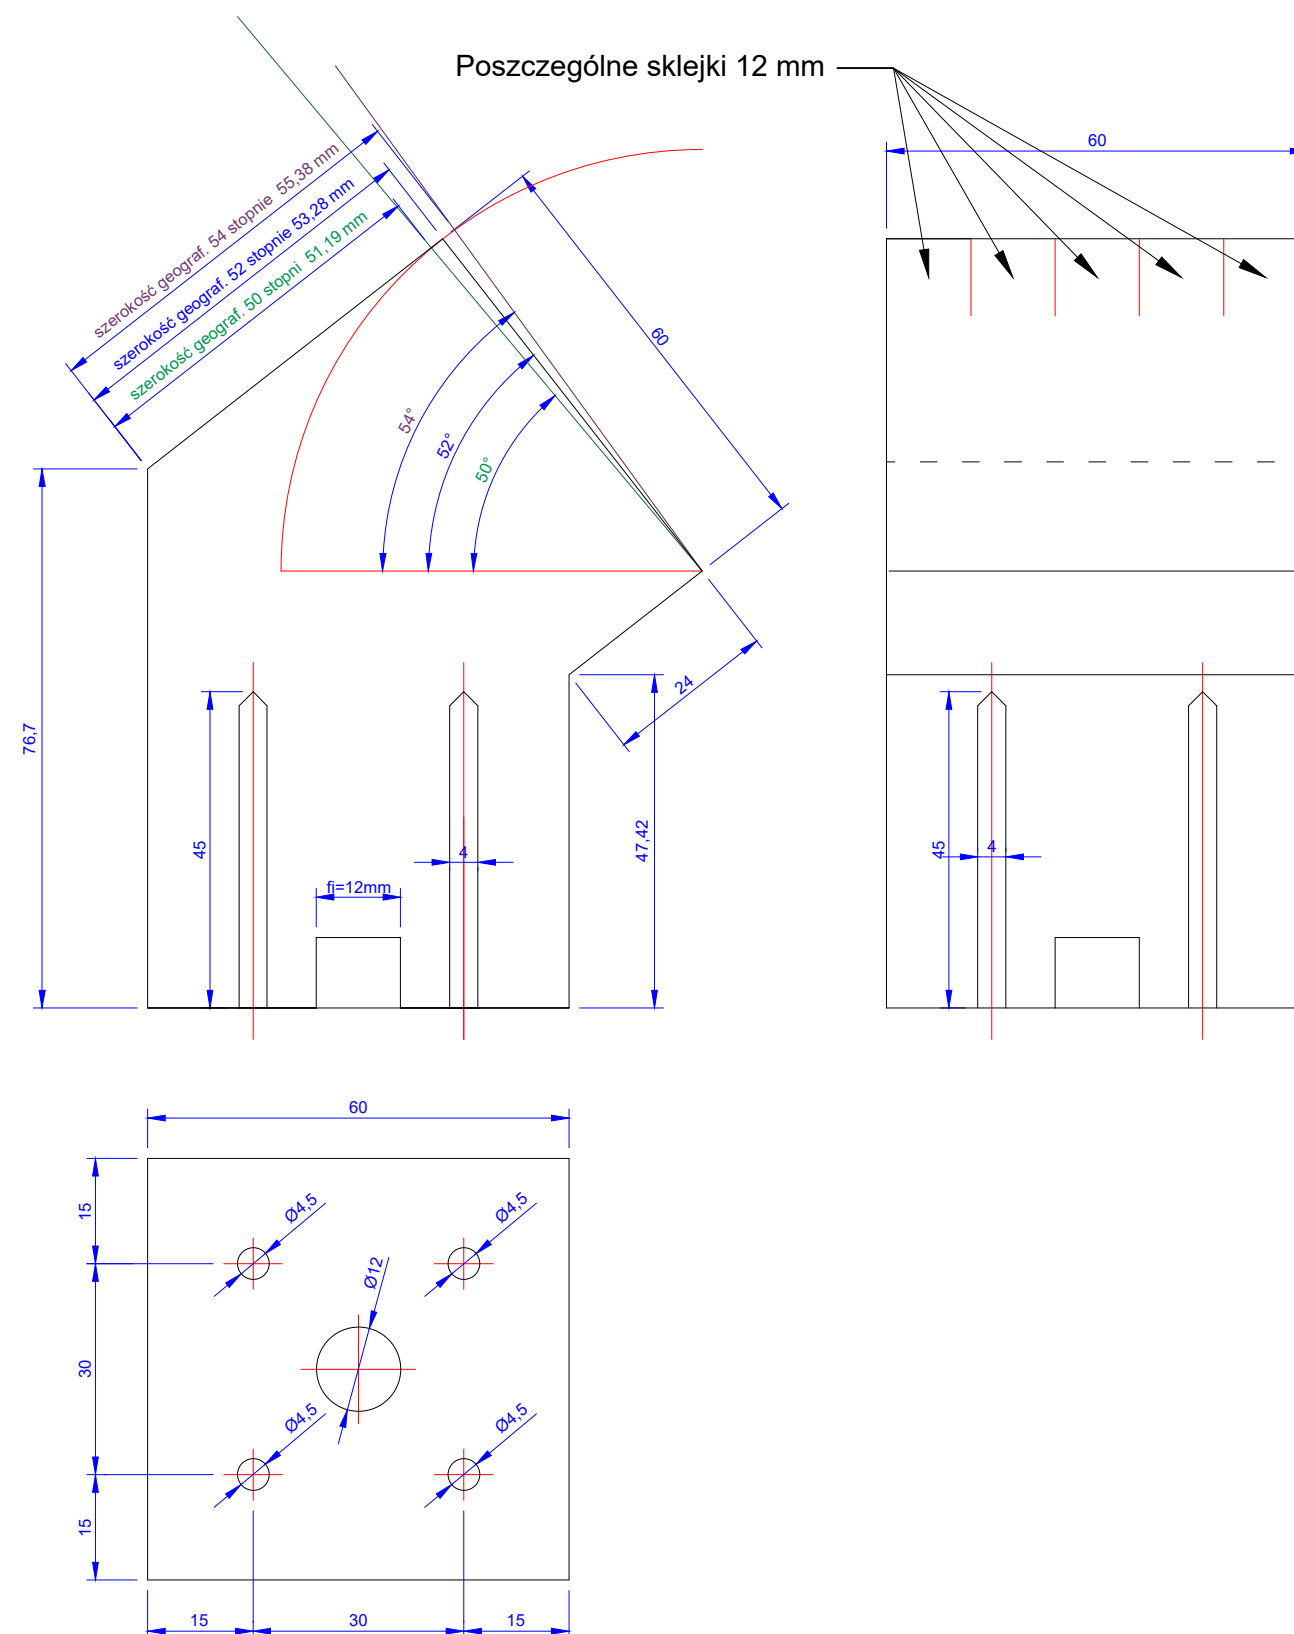 Poszczególne sklejki 12 mm
60
szerokość geograf. 54 stopnie 55,38 mm
szerokość geograf. 52 stopnie 53,28 mm
szerokość geograf. 50 stopni 51,19 mm
60
54°
52°
50°
24
76,7
45
4
fi=12mm
47,42
45
4
60
15
Ø4,5
Ø4,5
Ø12
30
Ø4,5
Ø4,5
15
15
30
15